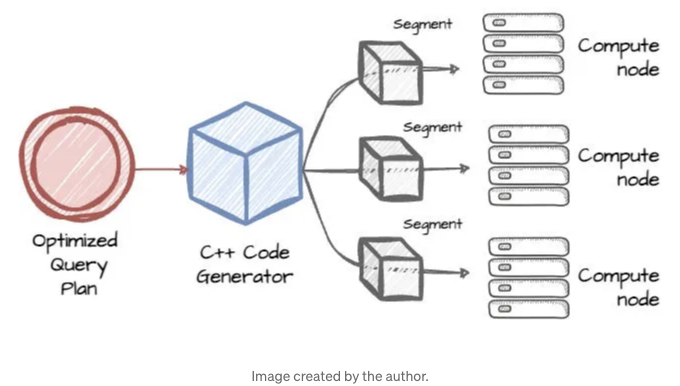 Segment
Compute
node
Segment
Compute
node
Optimized
Query
Plan
C++ Code
Generator
Segment
Compute
node
Image created by the author.